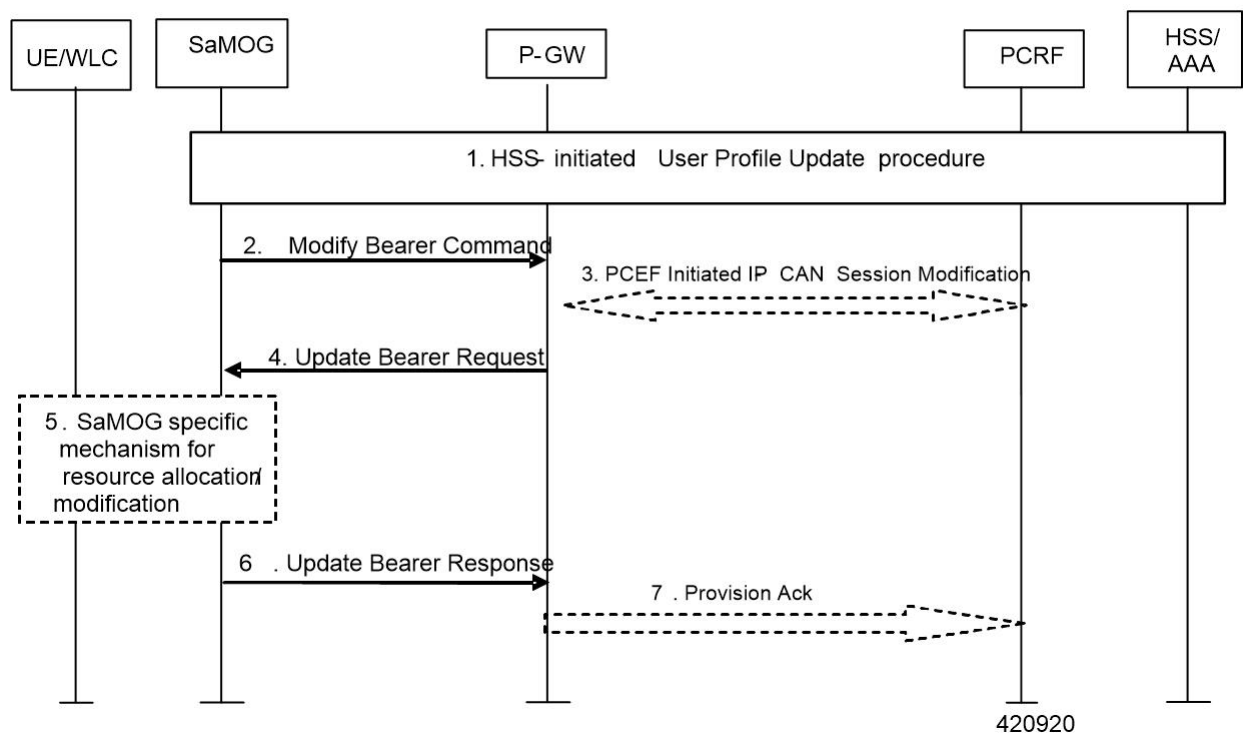 UE/WLC
SaMOG
P-GW
PCRF
HSS/
AAA
1. HSS- initiated User Profile Update procedure
2. Modify Bearer Command
3. PCEF Initiated IP CAN Session Modification
4. Update Bearer Request
5. SaMOG specific
mechanism for
resource allocation/
modification
6. Update Bearer Response
7. Provision Ack
420920